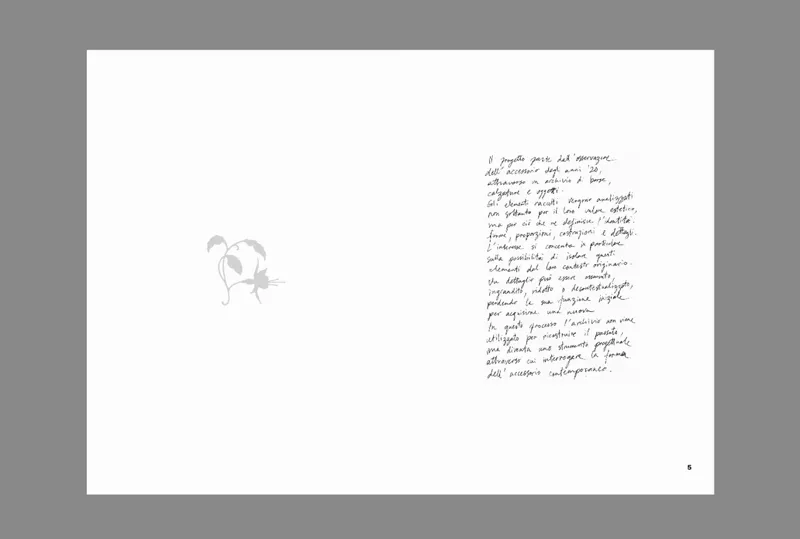 Il progetto parte dall'osservazione
dell'accessorio degli anni '20,
attraverso un archivio di borse,
calzature e oggetti.
Gli elementi raccolti vengono analizzati
non soltanto per il loro valore estetico,
ma per ciò che ne definisce l'identità:
forme, proporzioni, costruzioni e dettagli.
L'interesse si concentra in particolare
sulla possibilità di isolare questi
elementi dal loro contesto originario.
Un dettaglio può essere osservato,
ingrandito, ridotto o decontestualizzato,
perdendo la sua funzione iniziale
per acquisirne una nuova
In questo processo l'archivio non viene
utilizzato per ricostruire il passato,
ma diventa uno strumento progettuale
attraverso cui interrogare la forma
dell'accessorio contemporaneo.
5